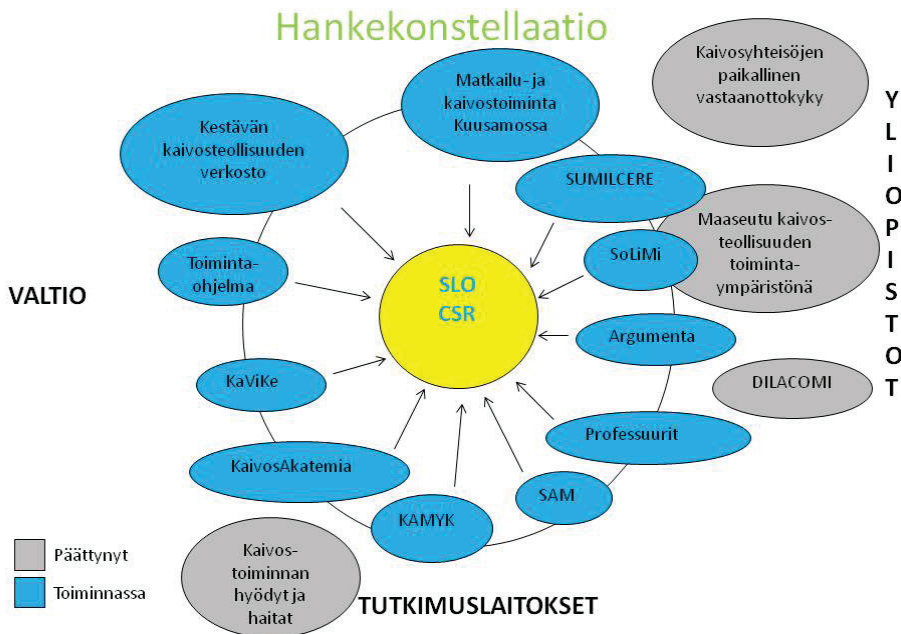 Hankekonstellaatio
Matkailu- ja
kaivostoiminta
Kuusamossa
Kaivosyhteisöjen
paikallinen
vastaanottokyky
Kestävän
kaivosteollisuuden
verkosto
SUMILCERE
Maaseutu kaivos-
teollisuuden
toiminta-
ympäristönä
SoLiMi
Toiminta-
ohjelma
SLO
CSR
VALTIO
YLIOPISTOT
Argumenta
KaViKe
DILACOMI
Professuurit
KaivosAkatemia
SAM
KAMYK
Kaivos-
toiminnan
hyödyt ja
haitat
Päättynyt
Toiminnassa
TUTKIMUSLAITOKSET